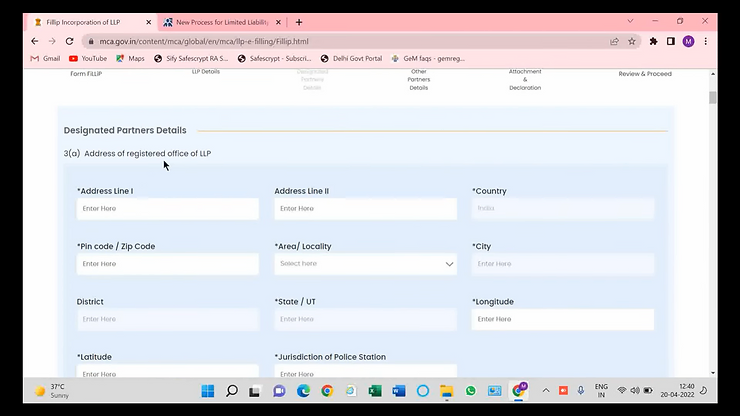 Fillip Incorporation of LLP
New Process for Limited Liability
mca.gov.in/content/mca/global/en/mca/llp-e-filling/Fillip.html
M
Gmail
YouTube
Maps
Sify Safescrypt RA S...
Safescrypt - Subscri...
Delhi Govt Portal
GeM faqs - gemreg...
Form FiLLiP
LLP Details
Designated
Partners
Details
Other
Partners
Details
Attachment
&
Declaration
Review & Proceed
Designated Partners Details
3(a) Address of registered office of LLP
*Address Line I
Address Line II
*Country
Enter Here
Enter Here
India
*Pin code / Zip Code
*Area/ Locality
*City
Enter Here
Select here
Enter Here
District
*State / UT
*Longitude
Enter Here
Enter Here
Enter Here
*Latitude
*Jurisdiction of Police Station
Enter Here
Enter Here
37°C
Sunny
ENG
IN
12:40
20-04-2022